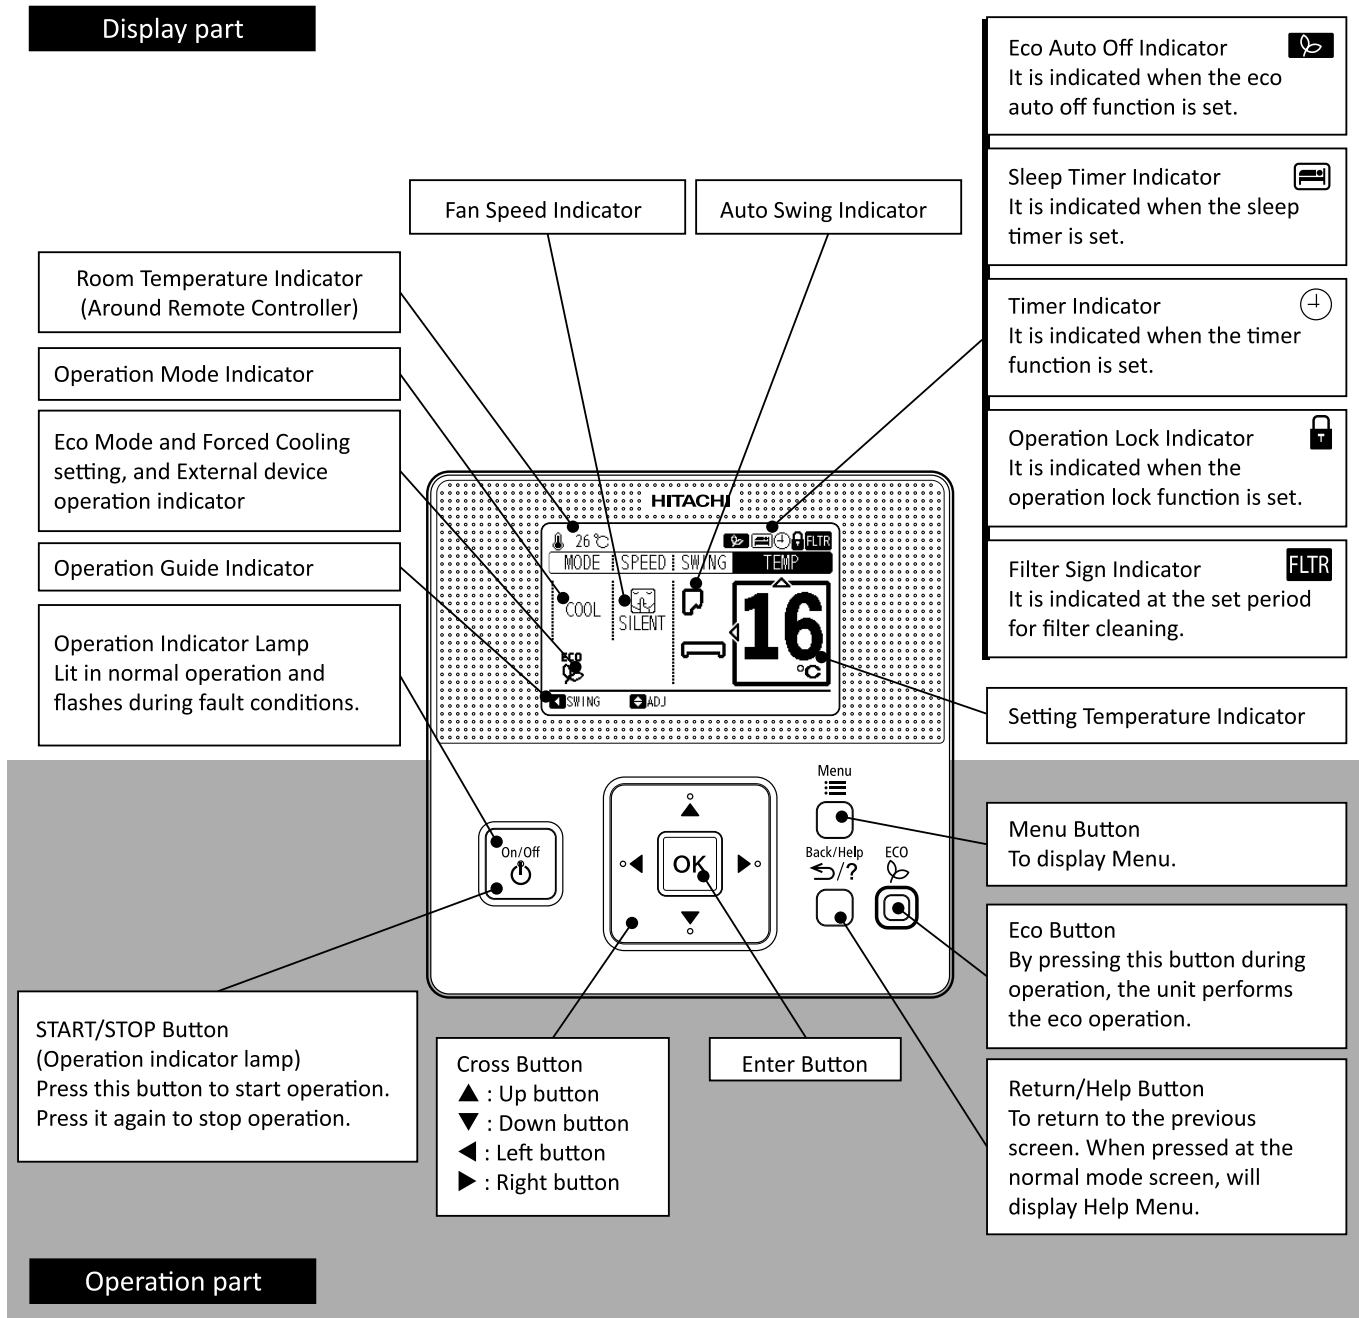 Display part
Eco Auto Off Indicator
It is indicated when the eco
auto off function is set.
Sleep Timer Indicator
It is indicated when the sleep
timer is set.
Timer Indicator
It is indicated when the timer
function is set.
Operation Lock Indicator
It is indicated when the
operation lock function is set.
Filter Sign Indicator FLTR
It is indicated at the set period
for filter cleaning.
Setting Temperature Indicator
Fan Speed Indicator
Auto Swing Indicator
Room Temperature Indicator
(Around Remote Controller)
Operation Mode Indicator
Eco Mode and Forced Cooling
setting, and External device
operation indicator
Operation Guide Indicator
Operation Indicator Lamp
Lit in normal operation and
flashes during fault conditions.
HITACHI
26 °C FLTR
MODE SPEED SWING TEMP
COOL
SILENT
16
°C
ECO
◀ SWING ADJ
Menu
On/Off
OK
Back/Help ECO
/?
Menu Button
To display Menu.
Eco Button
By pressing this button during
operation, the unit performs
the eco operation.
Return/Help Button
To return to the previous
screen. When pressed at the
normal mode screen, will
display Help Menu.
START/STOP Button
(Operation indicator lamp)
Press this button to start operation.
Press it again to stop operation.
Cross Button
▲ : Up button
▼ : Down button
◀ : Left button
▶ : Right button
Enter Button
Operation part